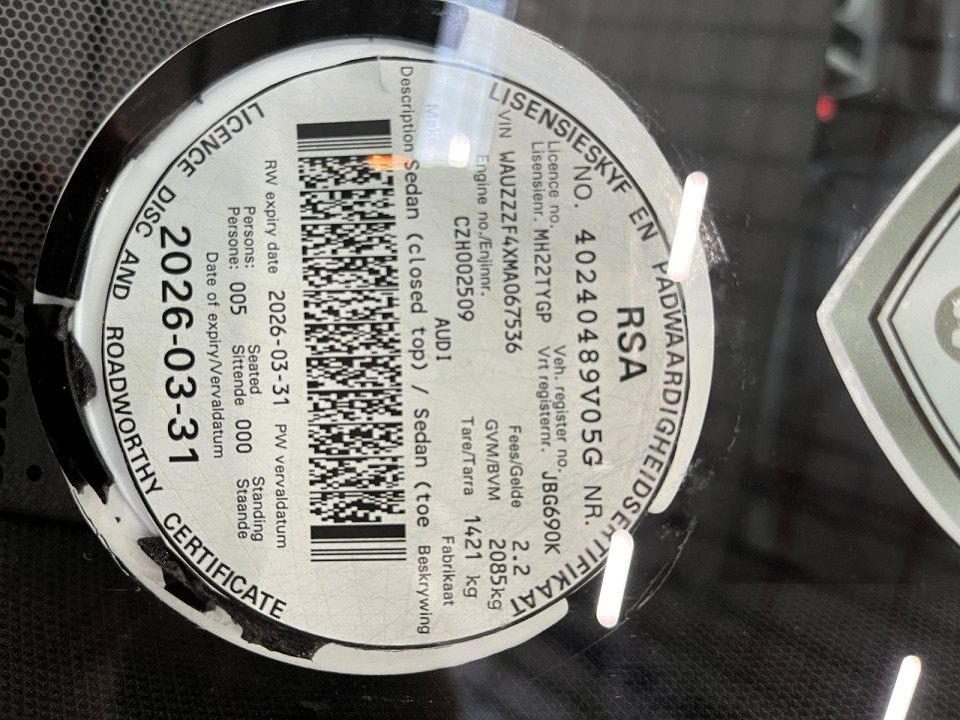 LISENSIESKYF EN PADWAARDIGHEIDSERTIFIKAAT
RSA
NO. 40240489V05G NR.
Licence no. Veh. register no.
Lisensienr. MH22TYGP Vrt registernr. JBG690K
VIN WAUZZZF4XMA067536 Fees/Gelde 2.2
Engine no./Enjinnr. GVM/BVM 2085kg
CZH002509 Tare/Tarra 1421 kg
Make AUDI Fabrikaat
Description Sedan (closed top) / Sedan (toe Beskrywing
RW expiry date 2026-03-31 PW vervaldatum
Persons: Seated Standing
Persone: 005 Sittende 000 Staande
Date of expiry/Vervaldatum
2026-03-31
LICENCE DISC AND ROADWORTHY CERTIFICATE